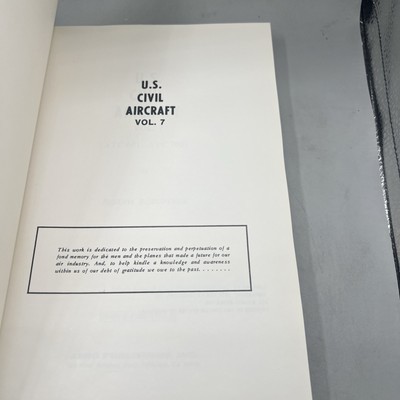 U.S.
CIVIL
AIRCRAFT
VOL. 7
This work is dedicated to the preservation and perpetuation of a
fond memory for the men and the planes that made a future for our
air industry. And, to help kindle a knowledge and awareness
within us of our debt of gratitude we owe to the past. . . . . . .